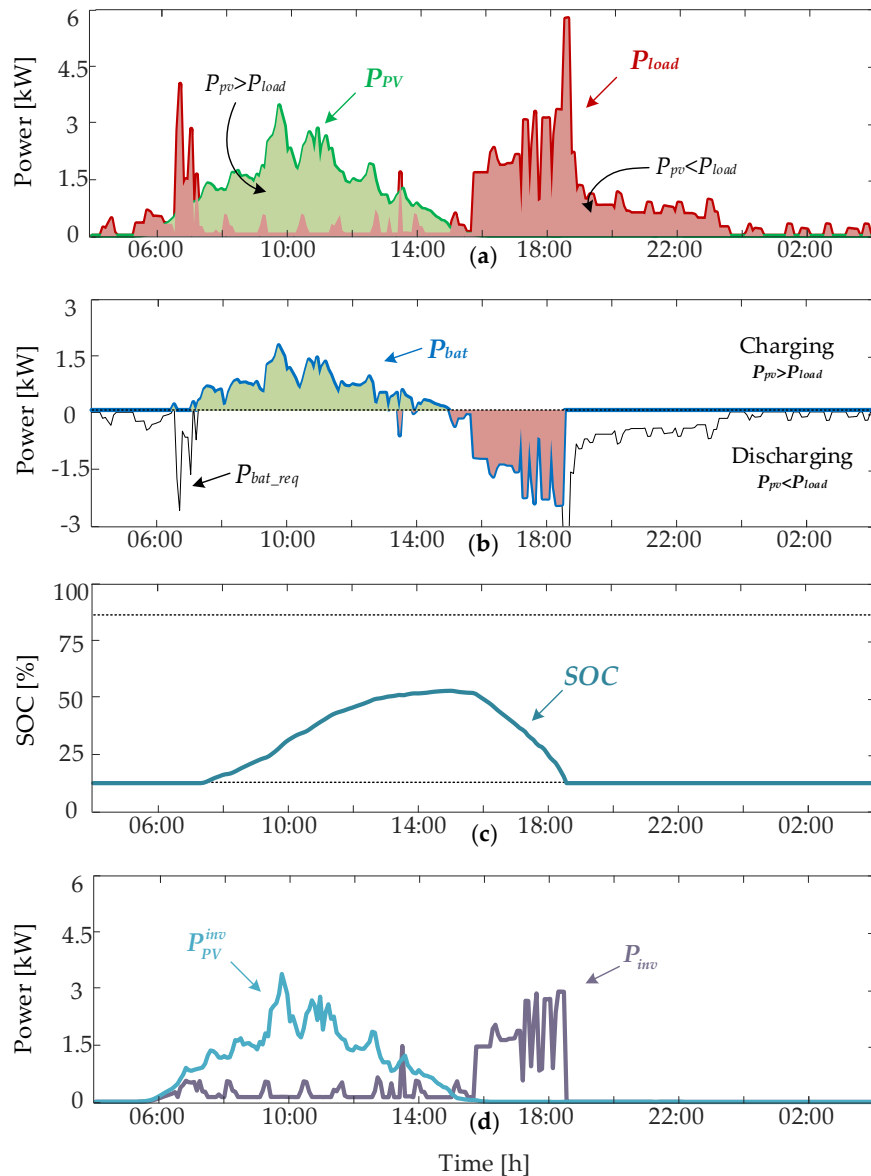 6
4.5
3
1.5
0
Power [kW]
P_pv>P_load
P_PV
P_load
P_pv<P_load
06:00 10:00 14:00 18:00 22:00 02:00
(a)
3
1.5
0
-1.5
-3
Power [kW]
P_bat
Charging
P_pv>P_load
P_bat_req
Discharging
P_pv<P_load
06:00 10:00 14:00 18:00 22:00 02:00
(b)
100
75
50
25
0
SOC [%]
SOC
06:00 10:00 14:00 18:00 22:00 02:00
(c)
6
4.5
3
1.5
0
Power [kW]
P_PV^inv
P_inv
06:00 10:00 14:00 18:00 22:00 02:00
(d)
Time [h]